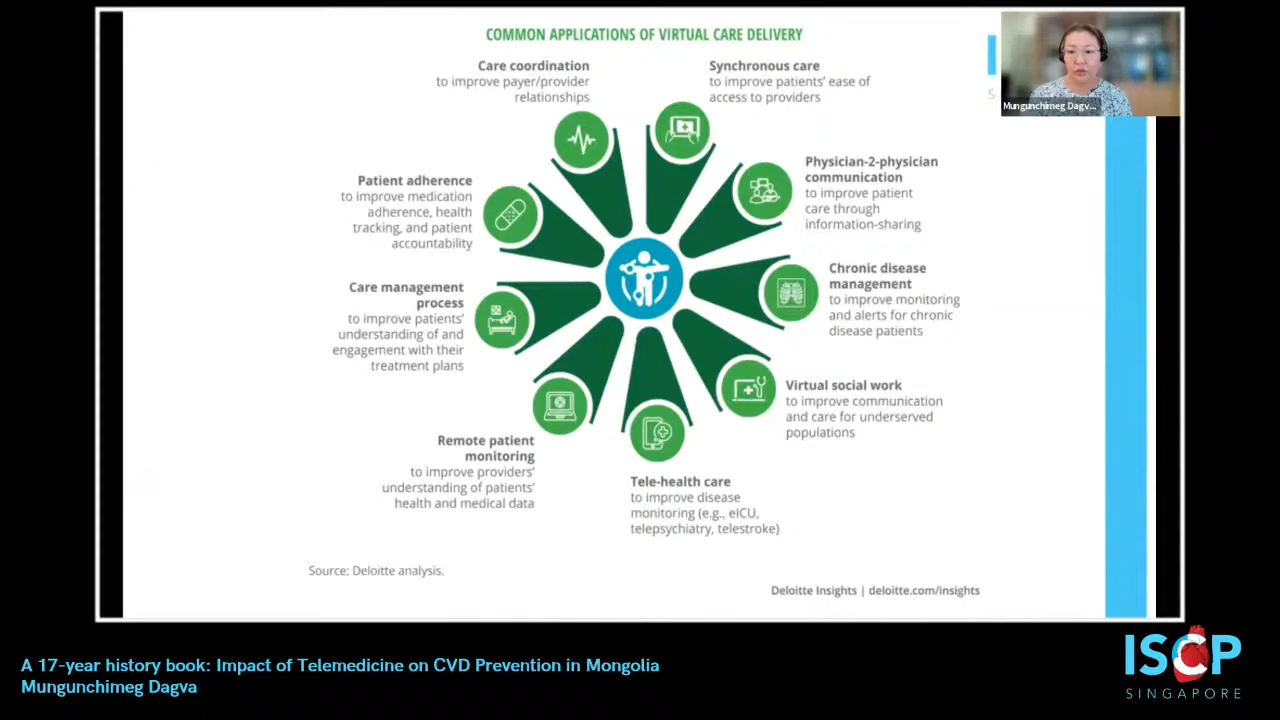 COMMON APPLICATIONS OF VIRTUAL CARE DELIVERY
Care coordination
to improve payer/provider
relationships
Synchronous care
to improve patients' ease of
access to providers
Mungunchimeg Dagv...
S
Physician-2-physician
communication
to improve patient
care through
information-sharing
Patient adherence
to improve medication
adherence, health
tracking, and patient
accountability
Chronic disease
management
to improve monitoring
and alerts for chronic
disease patients
Care management
process
to improve patients'
understanding of and
engagement with their
treatment plans
Virtual social work
to improve communication
and care for underserved
populations
Remote patient
monitoring
to improve providers'
understanding of patients'
health and medical data
Tele-health care
to improve disease
monitoring (e.g., eICU,
telepsychiatry, telestroke)
Source: Deloitte analysis.
Deloitte Insights | deloitte.com/insights
A 17-year history book: Impact of Telemedicine on CVD Prevention in Mongolia
Mungunchimeg Dagva
ISCP
SINGAPORE